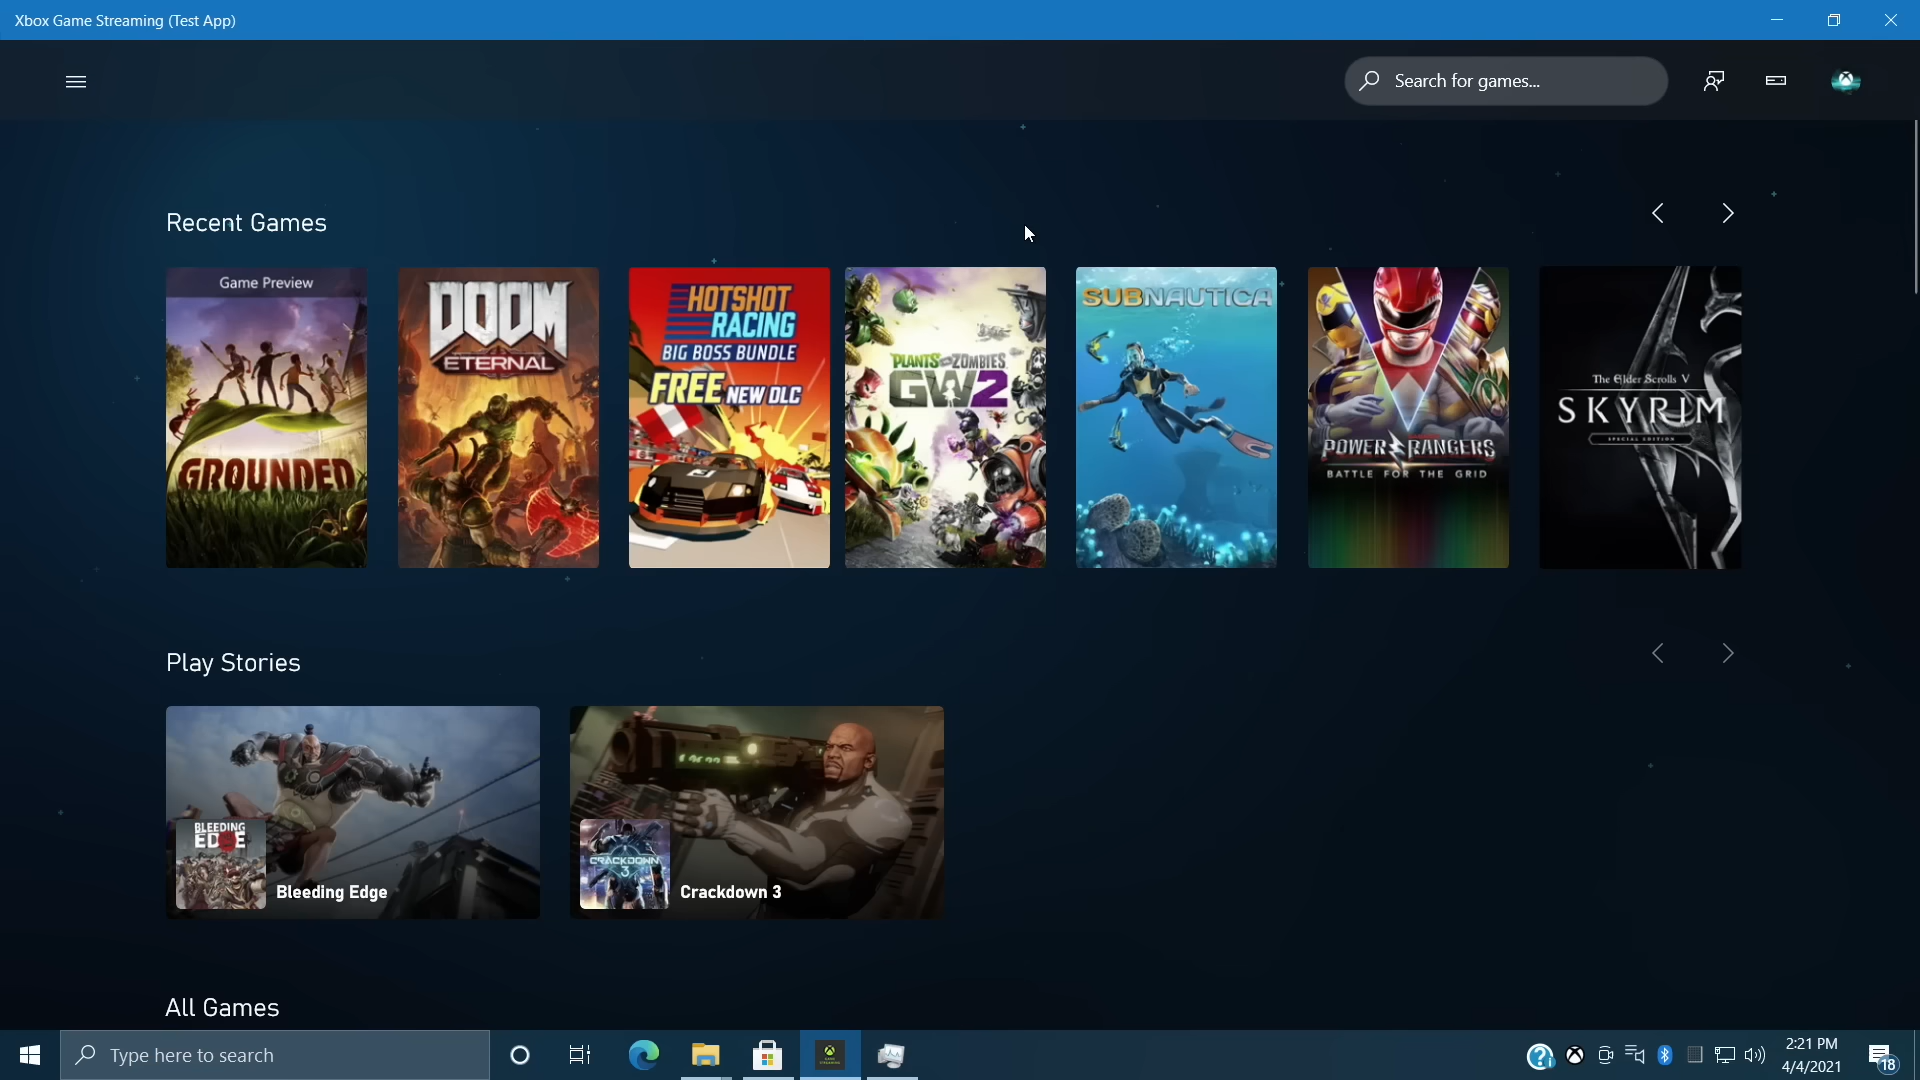 Xbox Game Streaming (Test App)
Search for games...
Recent Games
Game Preview
GROUNDED
DOOM
ETERNAL
HOTSHOT
RACING
BIG BOSS BUNDLE
FREE NEW DLC
PLANTS vs ZOMBIES
GW2
SUBNAUTICA
POWER RANGERS
BATTLE FOR THE GRID
The Elder Scrolls V
SKYRIM
SPECIAL EDITION
Play Stories
BLEEDING
EDGE
Bleeding Edge
CRACKDOWN
3
Crackdown 3
All Games
Type here to search
2:21 PM
4/4/2021
18